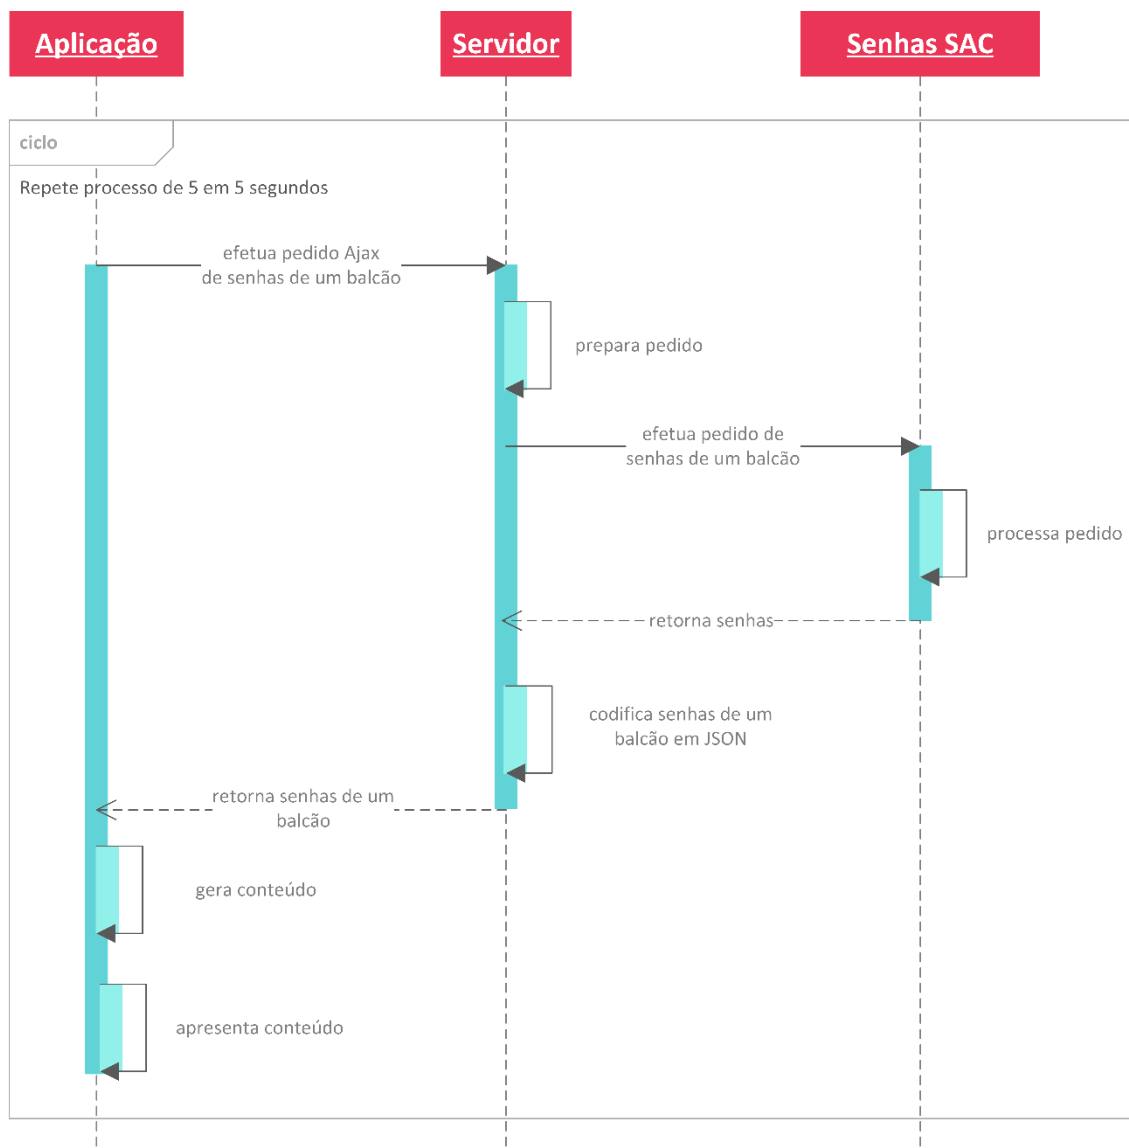 Aplicação
Servidor
Senhas SAC
ciclo
Repete processo de 5 em 5 segundos
efetua pedido Ajax
de senhas de um balcão
prepara pedido
efetua pedido de
senhas de um balcão
processa pedido
retorna senhas
codifica senhas de um
balcão em JSON
retorna senhas de um
balcão
gera conteúdo
apresenta conteúdo